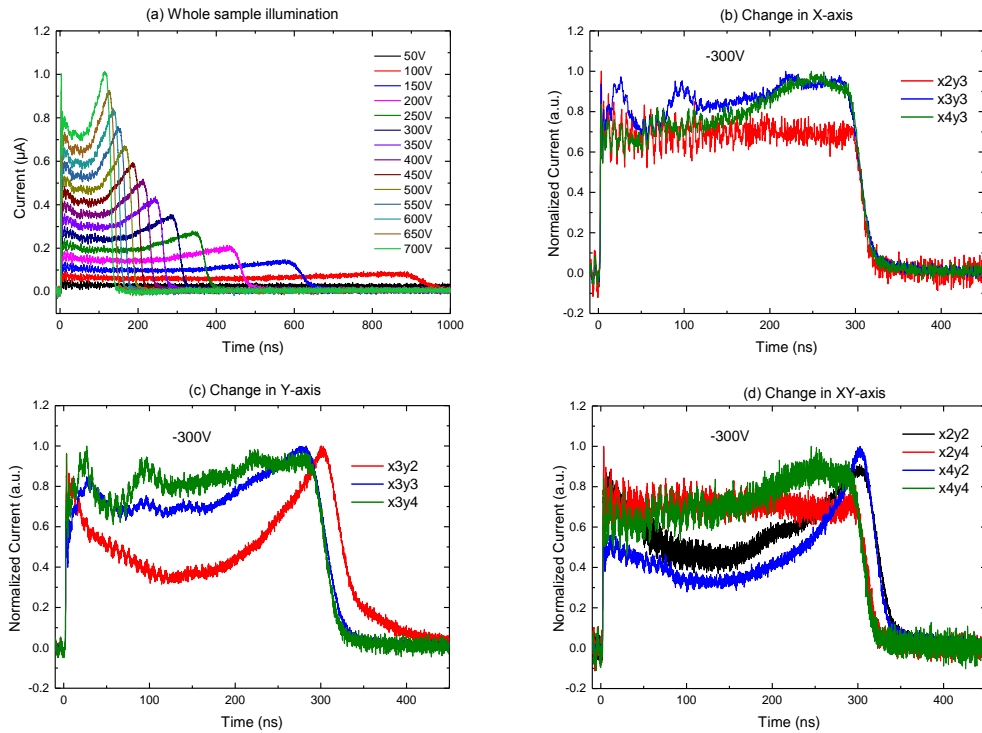 (a) Whole sample illumination
Current (µA)
1.2
1.0
0.8
0.6
0.4
0.2
0.0
0
200
400
600
800
1000
Time (ns)
50V
100V
150V
200V
250V
300V
350V
400V
450V
500V
550V
600V
650V
700V
(b) Change in X-axis
-300V
Normalized Current (a.u.)
1.2
1.0
0.8
0.6
0.4
0.2
0.0
-0.2
0
100
200
300
400
Time (ns)
x2y3
x3y3
x4y3
(c) Change in Y-axis
-300V
Normalized Current (a.u.)
1.2
1.0
0.8
0.6
0.4
0.2
0.0
-0.2
0
100
200
300
400
Time (ns)
x3y2
x3y3
x3y4
(d) Change in XY-axis
-300V
Normalized Current (a.u.)
1.2
1.0
0.8
0.6
0.4
0.2
0.0
-0.2
0
100
200
300
400
Time (ns)
x2y2
x2y4
x4y2
x4y4